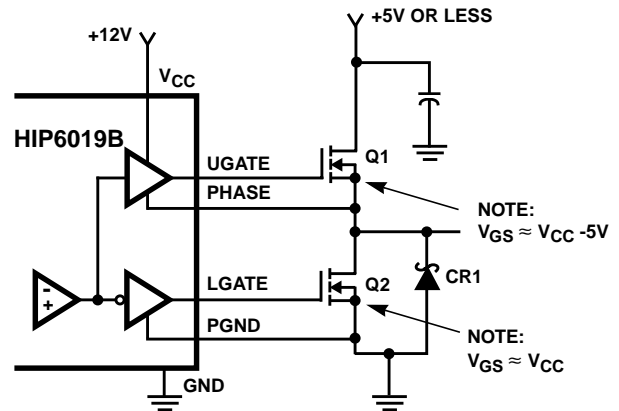 +5V OR LESS
+12V
VCC
HIP6019B
UGATE
Q1
PHASE
NOTE:
VGS ≈ VCC -5V
LGATE
Q2
CR1
-
+
PGND
NOTE:
VGS ≈ VCC
GND